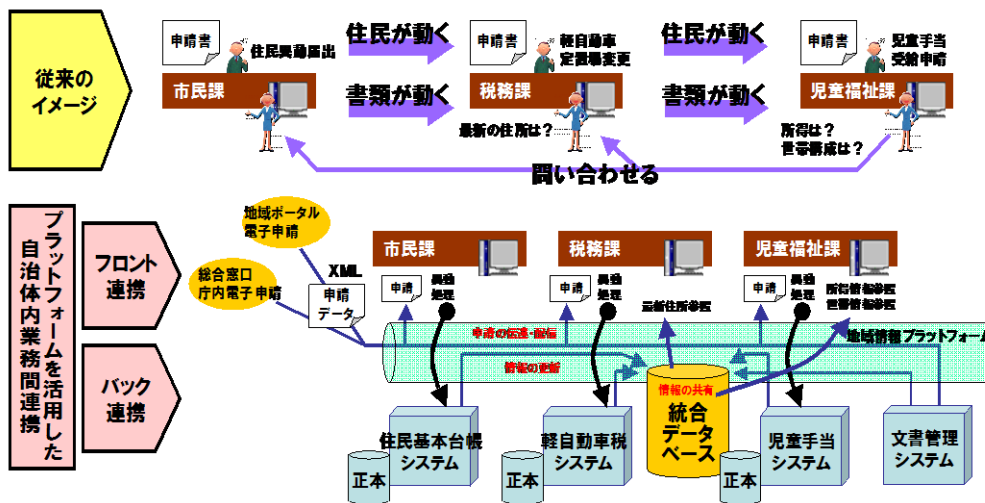 従来の
イメージ
申請書
住民異動届出
市民課
住民が動く
書類が動く
申請書
軽自動車
定置場変更
税務課
最新の住所は?
住民が動く
書類が動く
申請書
児童手当
受給申請
児童福祉課
所得は?
世帯構成は?
問い合わせる
プラットフォームを活用した
自治体内業務間連携
フロント
連携
バック
連携
地域ポータル
電子申請
総合窓口
庁内電子申請
XML
申請
データ
市民課
申請
異動
処理
税務課
申請
異動
処理
最新住所参照
児童福祉課
申請
異動
処理
所得情報参照
世帯情報参照
申請の伝達・配信
地域情報プラットフォーム
情報の更新
情報の共有
統合
データ
ベース
住民基本台帳
システム
正本
軽自動車税
システム
正本
児童手当
システム
正本
文書管理
システム